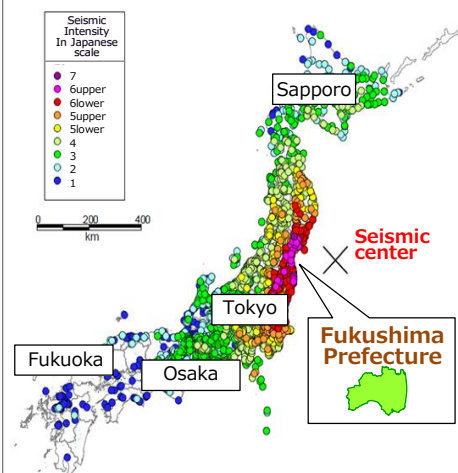 Seismic
Intensity
In Japanese
scale
7
6upper
6lower
5upper
5lower
4
3
2
1
0 200 400
km
Sapporo
Seismic
center
Tokyo
Fukushima
Prefecture
Fukuoka
Osaka